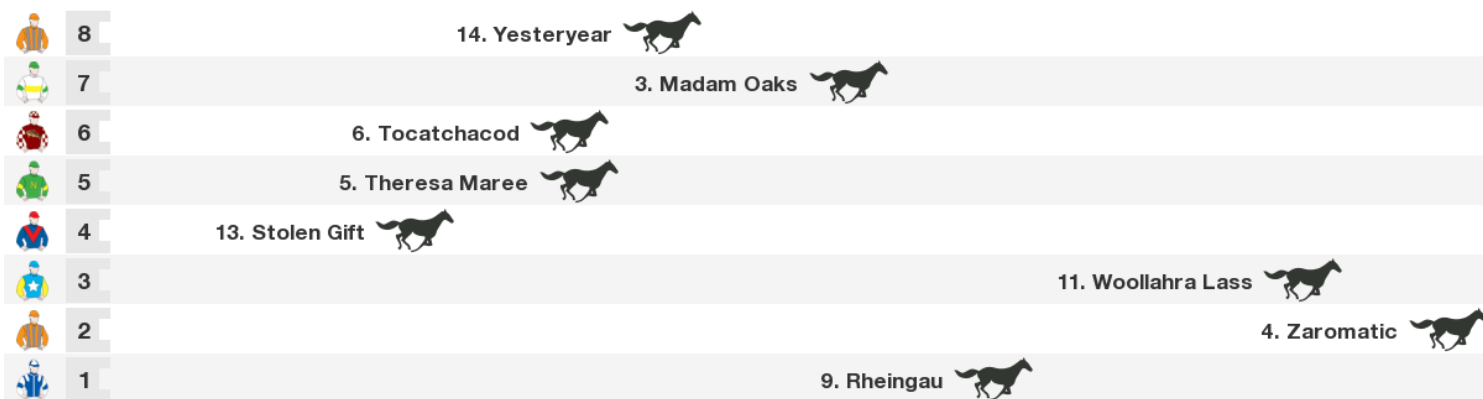 8 14. Yesteryear
7 3. Madam Oaks
6 6. Tocatchacod
5 5. Theresa Maree
4 13. Stolen Gift
3 11. Woollahra Lass
2 4. Zaromatic
1 9. Rheingau